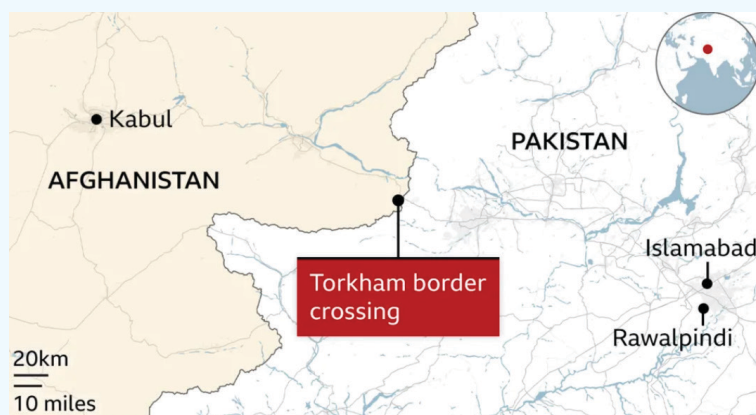 Kabul
PAKISTAN
AFGHANISTAN
Islamabad
Torkham border
crossing
Rawalpindi
20km
10 miles